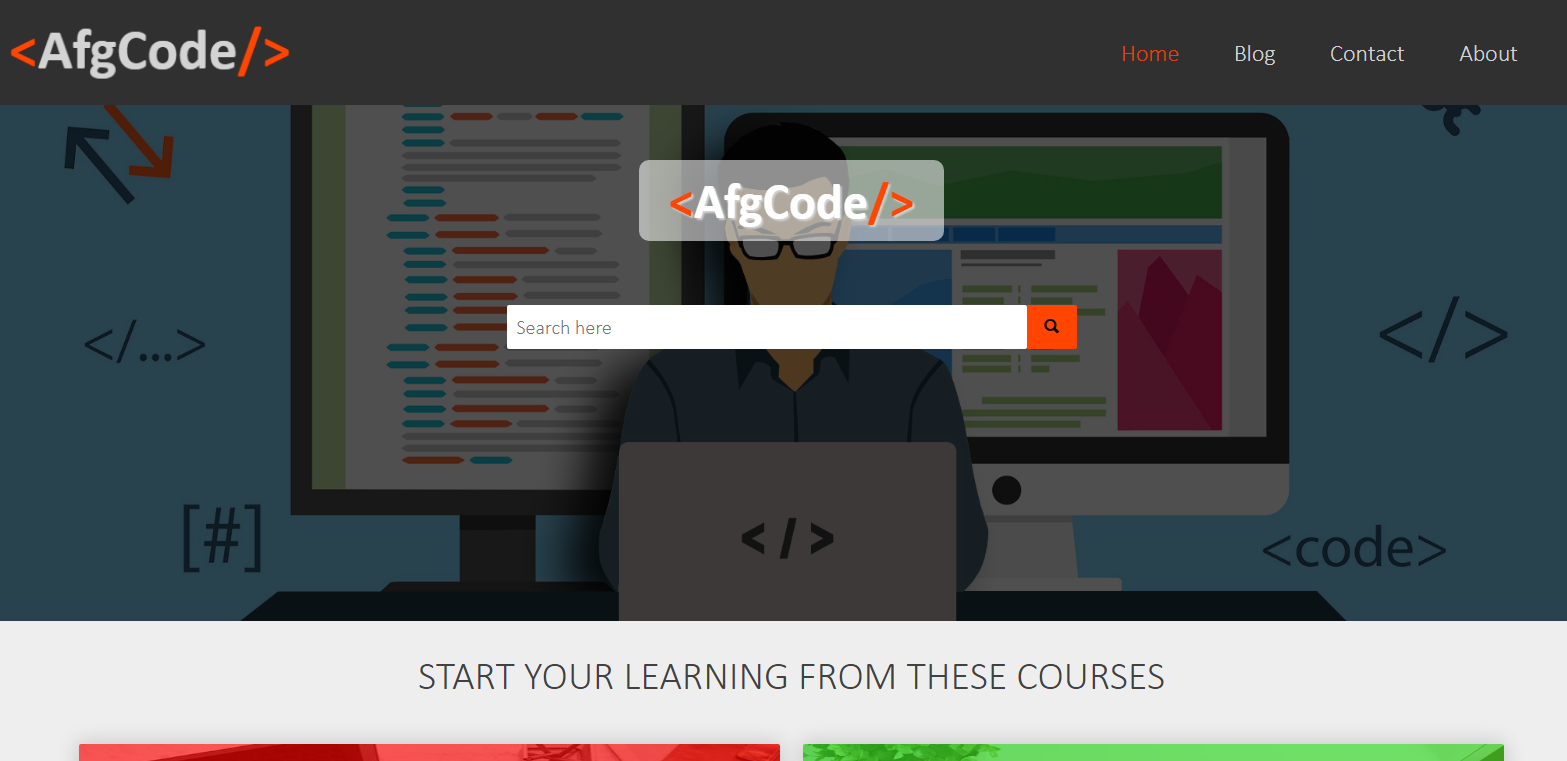 <AfgCode/>
Home Blog Contact About
<AfgCode/>
Search here
</...>
</>
[#]
</>
<code>
START YOUR LEARNING FROM THESE COURSES